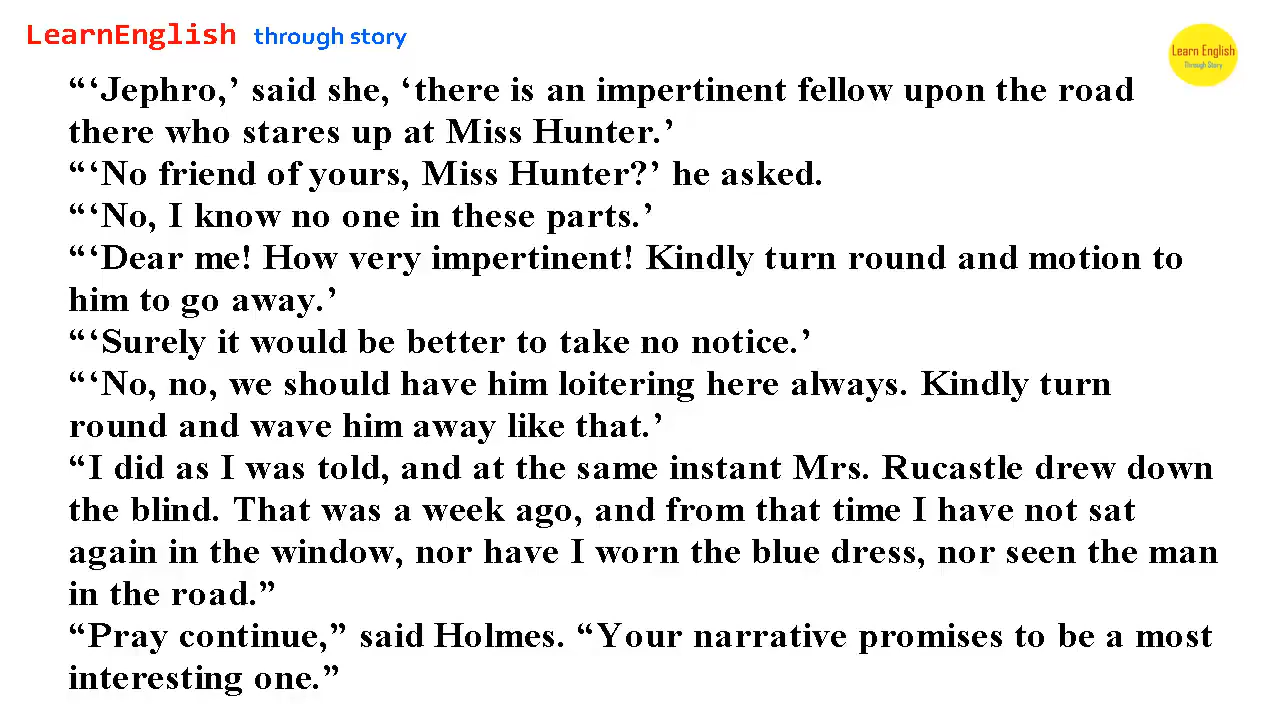 LearnEnglish through story
Learn English
Through Story
“‘Jephro,’ said she, ‘there is an impertinent fellow upon the road
there who stares up at Miss Hunter.’
“‘No friend of yours, Miss Hunter?’ he asked.
“‘No, I know no one in these parts.’
“‘Dear me! How very impertinent! Kindly turn round and motion to
him to go away.’
“‘Surely it would be better to take no notice.’
“‘No, no, we should have him loitering here always. Kindly turn
round and wave him away like that.’
“I did as I was told, and at the same instant Mrs. Rucastle drew down
the blind. That was a week ago, and from that time I have not sat
again in the window, nor have I worn the blue dress, nor seen the man
in the road.”
“Pray continue,” said Holmes. “Your narrative promises to be a most
interesting one.”